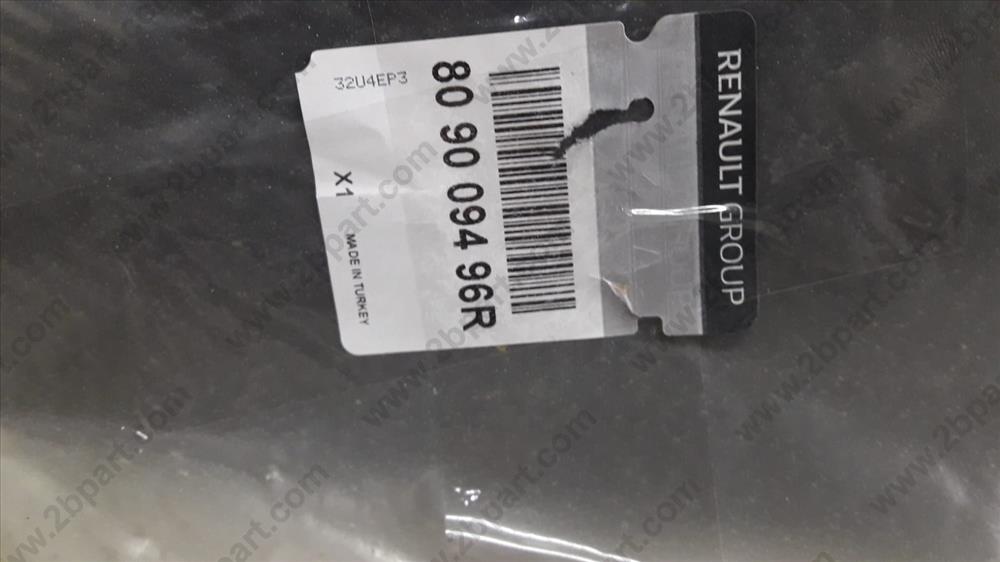 RENAULT GROUP
80 90 094 96R
32U4EP3
X1
MADE IN TURKEY
www.2bpart.com